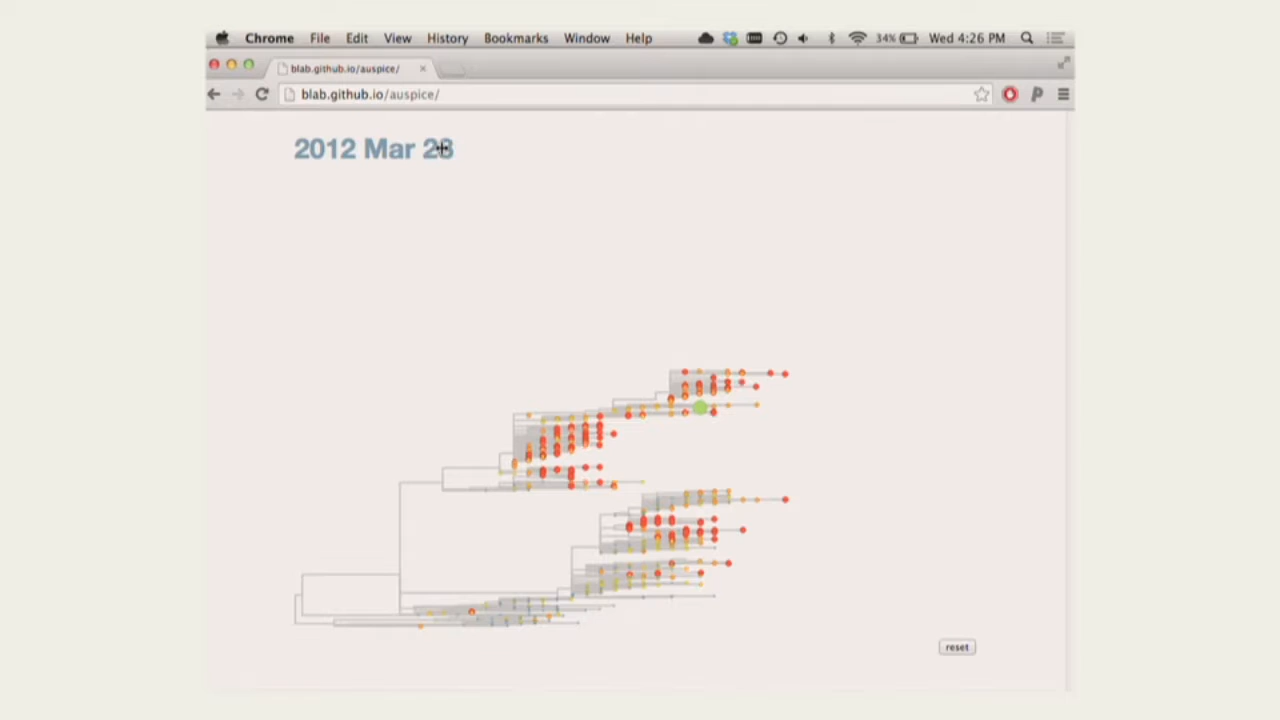 Chrome File Edit View History Bookmarks Window Help 34% Wed 4:26 PM
blab.github.io/auspice/
blab.github.io/auspice/
2012 Mar 28
reset